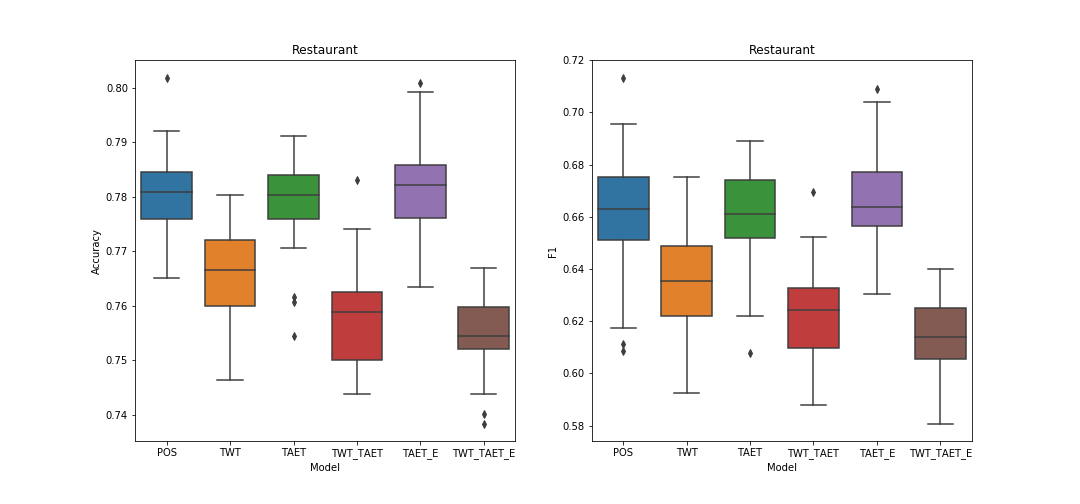 Restaurant
Accuracy
0.80
0.79
0.78
0.77
0.76
0.75
0.74
POS TWT TAET TWT_TAET TAET_E TWT_TAET_E
Model
Restaurant
F1
0.72
0.70
0.68
0.66
0.64
0.62
0.60
0.58
POS TWT TAET TWT_TAET TAET_E TWT_TAET_E
Model